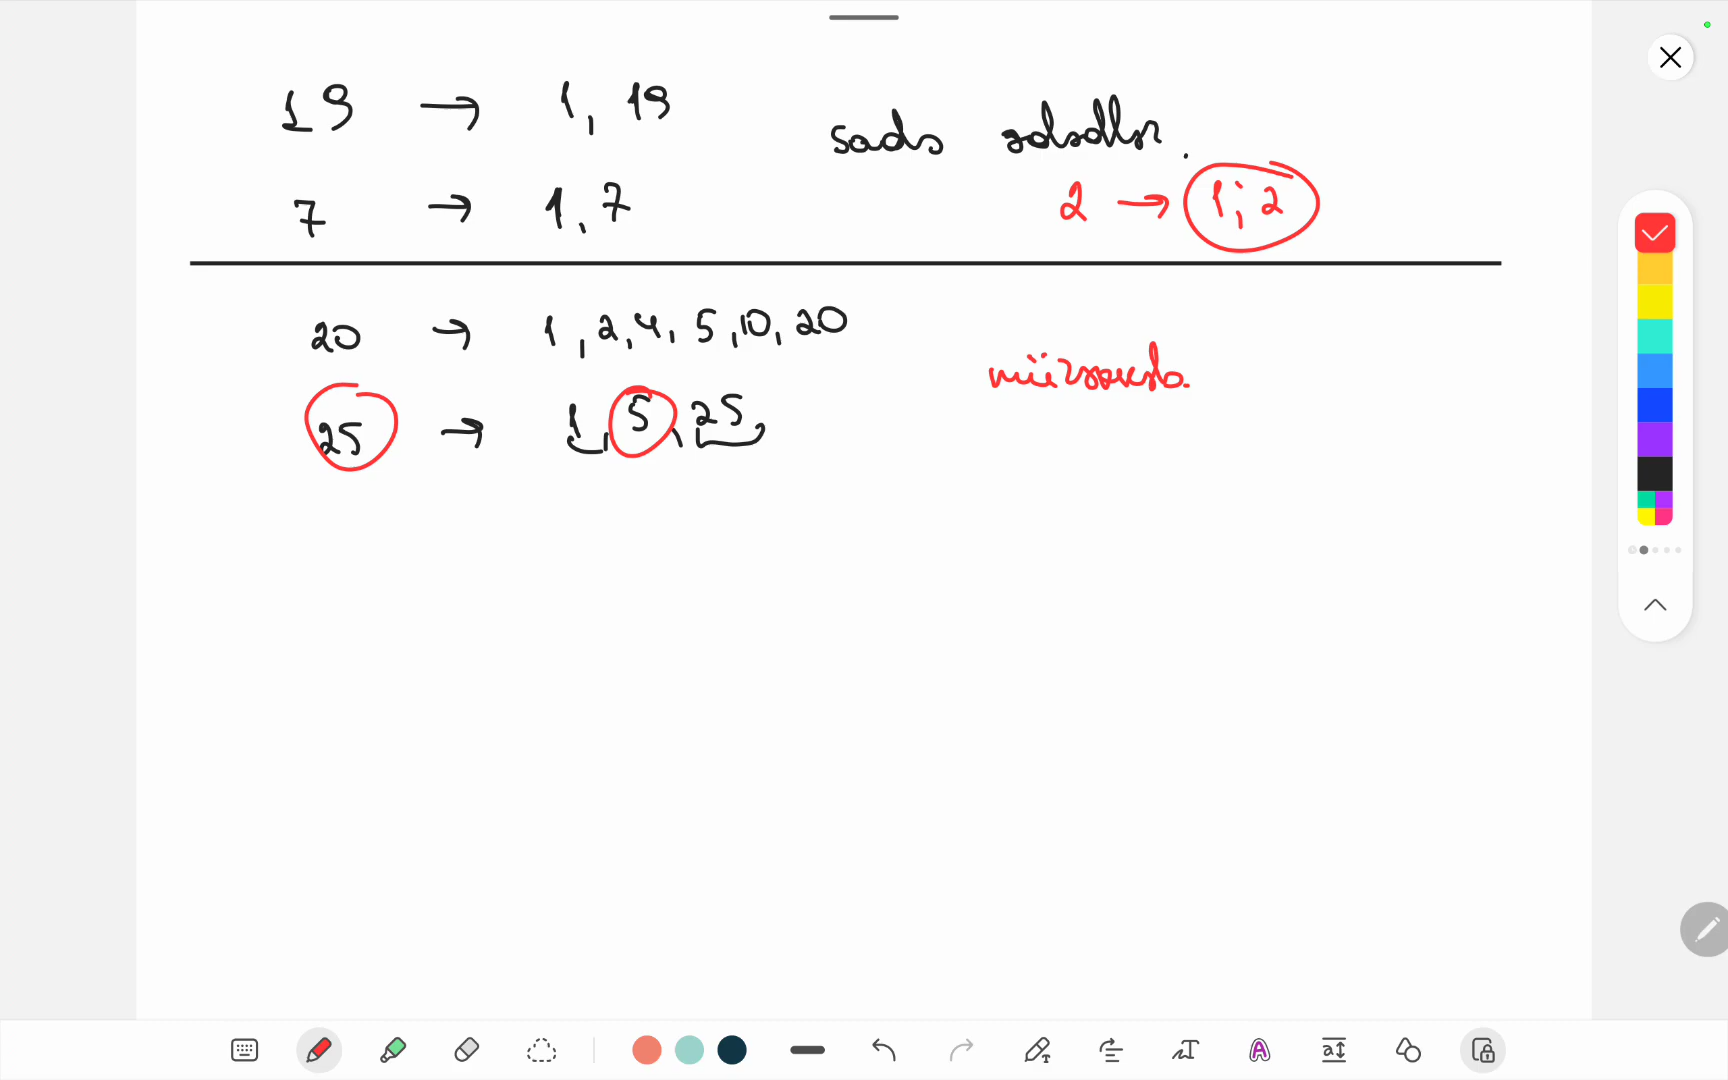 19 → 1, 19
sadə ədədlər.
7 → 1, 7
2 → 1; 2
20 → 1, 2, 4, 5, 10, 20
mürəkkəb.
25 → 1, 5, 25